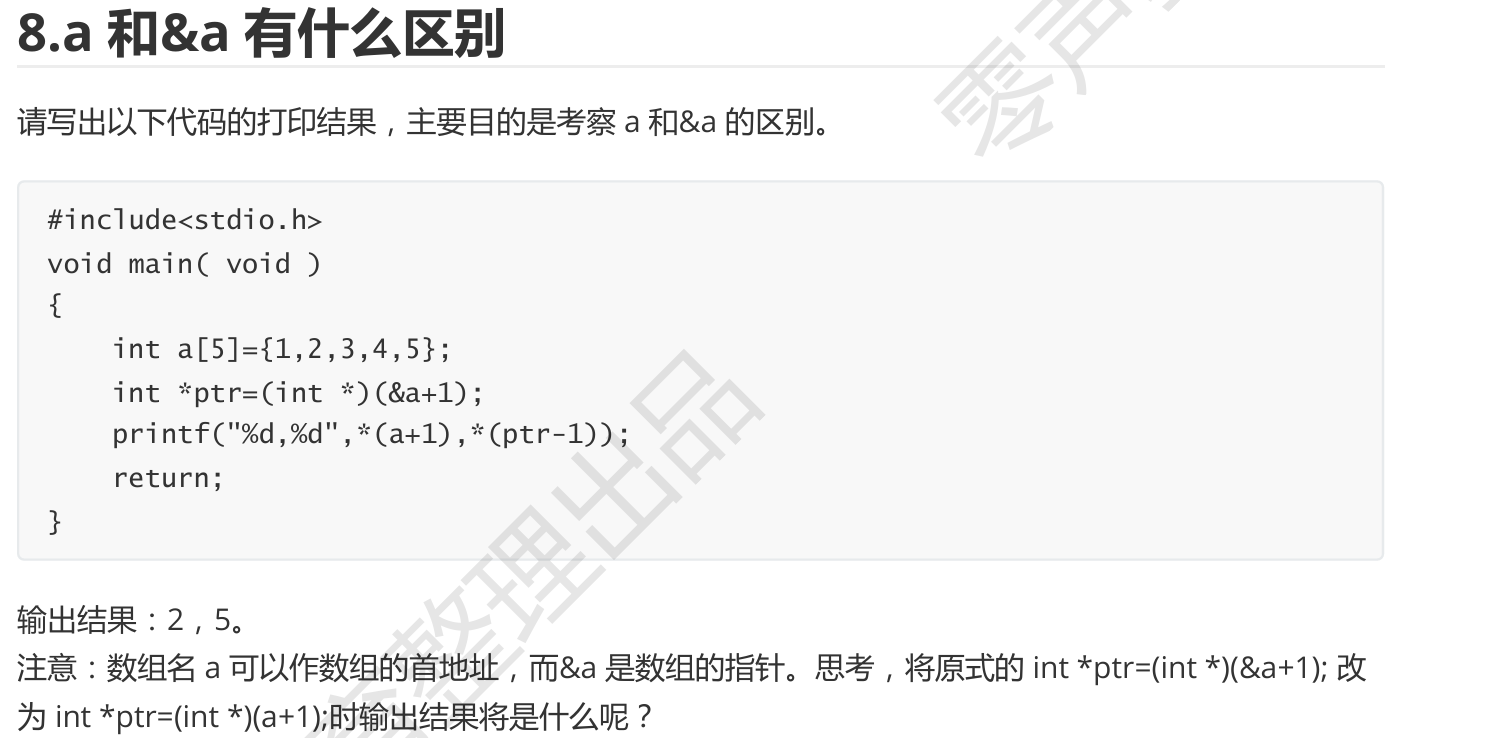 8.a 和&a 有什么区别
请写出以下代码的打印结果，主要目的是考察 a 和&a 的区别。
#include<stdio.h>
void main( void )
{
    int a[5]={1,2,3,4,5};
    int *ptr=(int *)(&a+1);
    printf("%d,%d",*(a+1),*(ptr-1));
    return;
}
输出结果：2，5。
注意：数组名 a 可以作数组的首地址，而&a 是数组的指针。思考，将原式的 int *ptr=(int *)(&a+1); 改
为 int *ptr=(int *)(a+1);时输出结果将是什么呢？
零声
整理出品